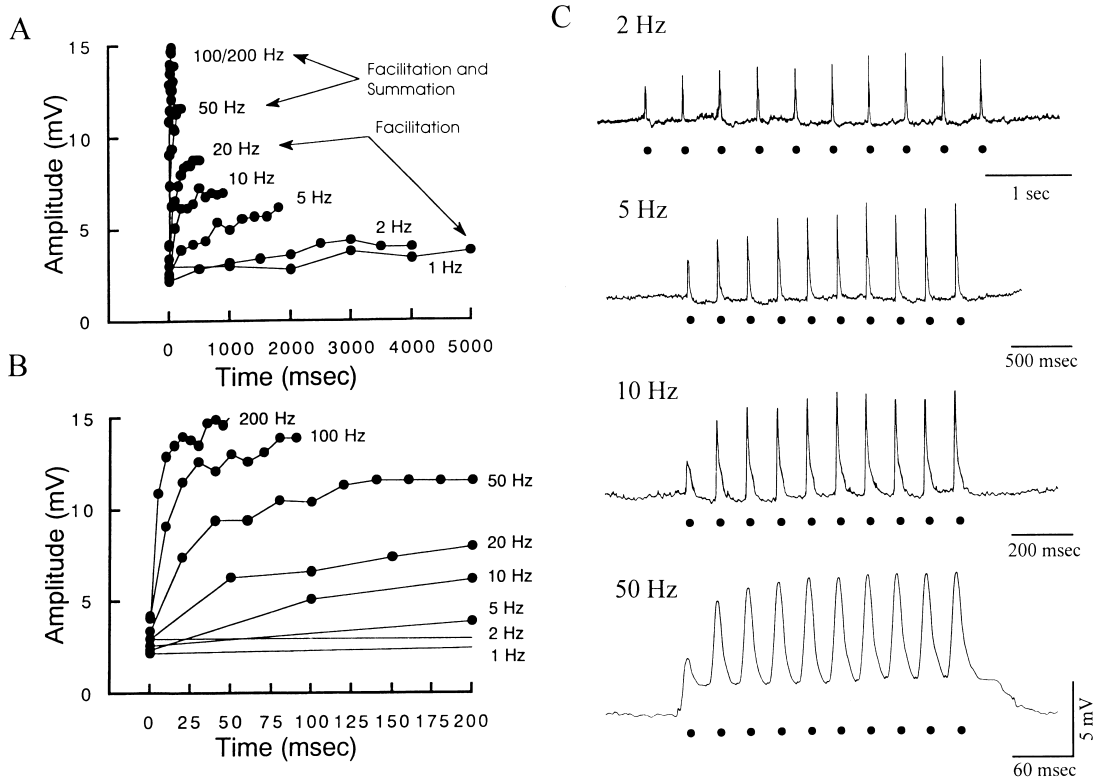 A
15
10
5
0
Amplitude (mV)
100/200 Hz
50 Hz
20 Hz
10 Hz
5 Hz
2 Hz
1 Hz
Facilitation and
Summation
Facilitation
0 1000 2000 3000 4000 5000
Time (msec)
B
15
10
5
0
Amplitude (mV)
200 Hz
100 Hz
50 Hz
20 Hz
10 Hz
5 Hz
2 Hz
1 Hz
0 25 50 75 100 125 150 175 200
Time (msec)
C
2 Hz
1 sec
5 Hz
500 msec
10 Hz
200 msec
50 Hz
5 mV
60 msec